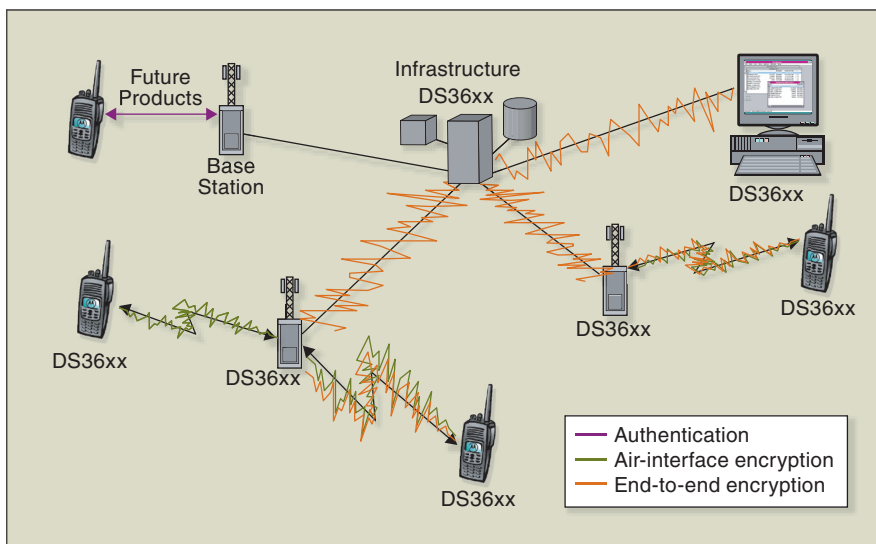 Future
Products
Base
Station
Infrastructure
DS36xx
DS36xx
DS36xx
DS36xx
DS36xx
DS36xx
DS36xx
Authentication
Air-interface encryption
End-to-end encryption